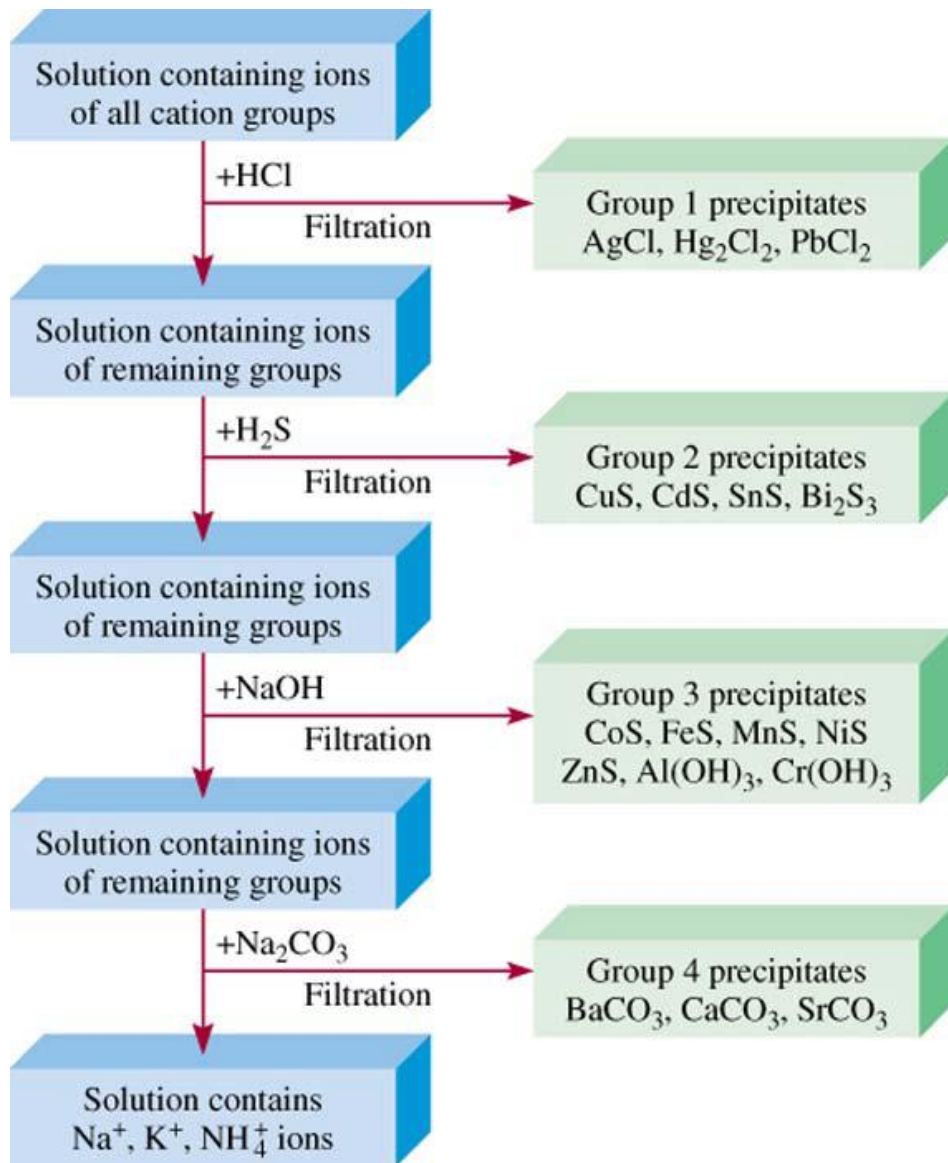 Solution containing ions
of all cation groups
+HCl
Filtration
Group 1 precipitates
AgCl, Hg₂Cl₂, PbCl₂
Solution containing ions
of remaining groups
+H₂S
Filtration
Group 2 precipitates
CuS, CdS, SnS, Bi₂S₃
Solution containing ions
of remaining groups
+NaOH
Filtration
Group 3 precipitates
CoS, FeS, MnS, NiS
ZnS, Al(OH)₃, Cr(OH)₃
Solution containing ions
of remaining groups
+Na₂CO₃
Filtration
Group 4 precipitates
BaCO₃, CaCO₃, SrCO₃
Solution contains
Na⁺, K⁺, NH₄⁺ ions